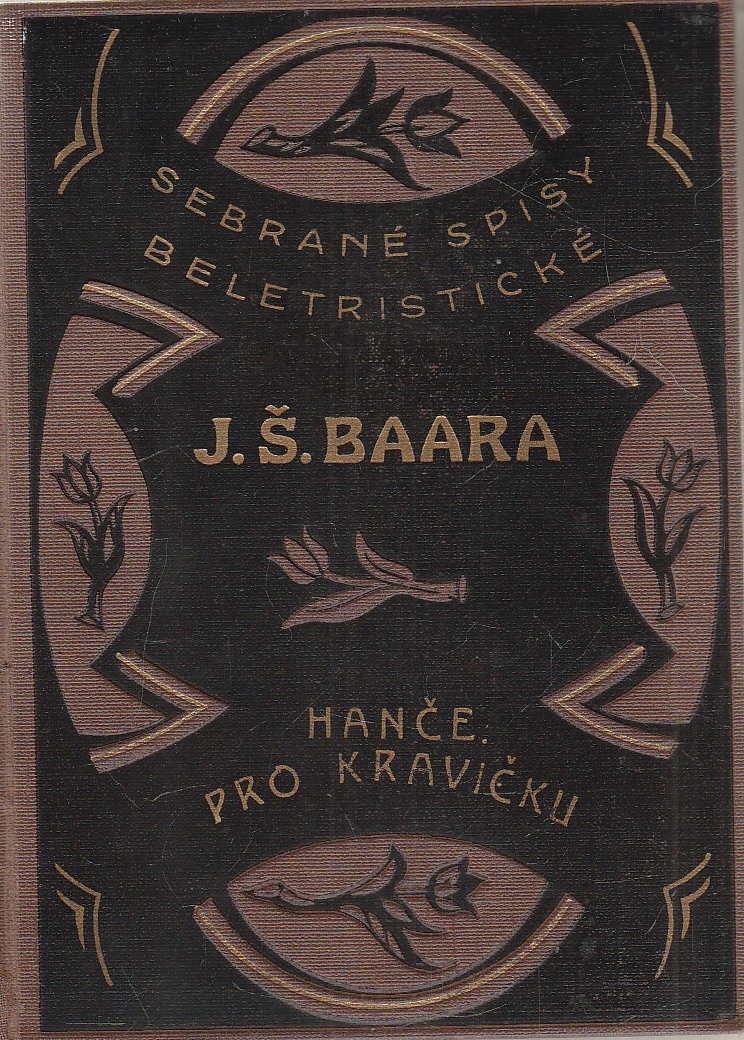 SEBRANÉ SPISY
BELETRISTICKÉ
J. Š. BAARA
HANČE.
PRO KRAVIČKU